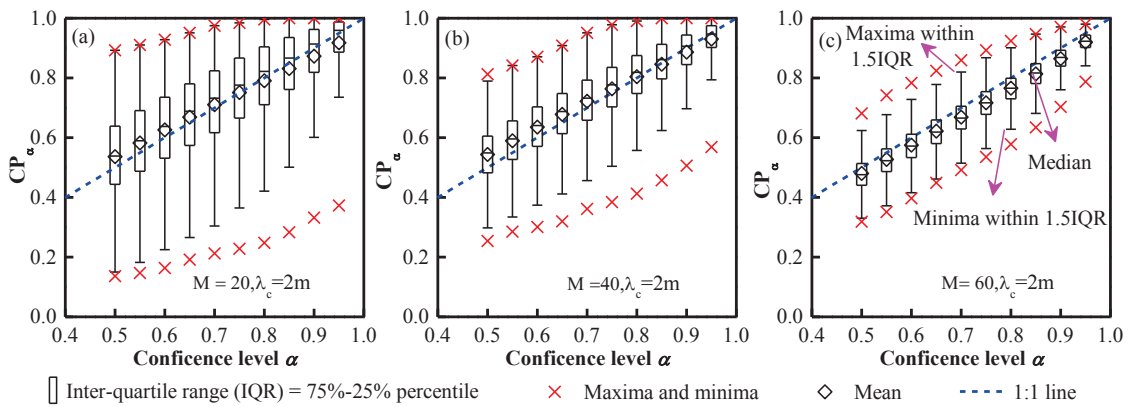 (a)
CPα
1.0
0.8
0.6
0.4
0.2
0.0
M = 20,λc=2m
0.4 0.5 0.6 0.7 0.8 0.9 1.0
Conficence level α
(b)
CPα
1.0
0.8
0.6
0.4
0.2
0.0
M =40,λc=2m
0.4 0.5 0.6 0.7 0.8 0.9 1.0
Conficence level α
(c)
Maxima within
1.5IQR
Median
Minima within 1.5IQR
CPα
1.0
0.8
0.6
0.4
0.2
0.0
M= 60,λc=2m
0.4 0.5 0.6 0.7 0.8 0.9 1.0
Conficence level α
Inter-quartile range (IQR) = 75%-25% percentile
Maxima and minima
Mean
1:1 line